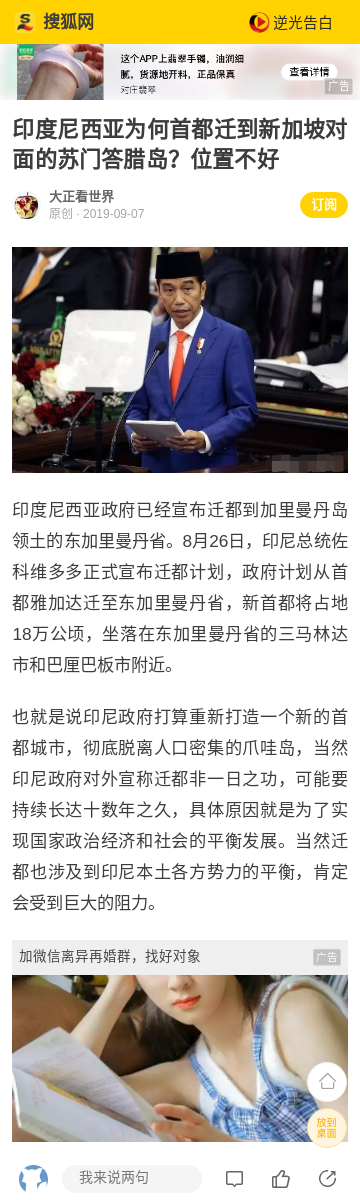 搜狐网
逆光告白
这个APP上翡翠手镯，油润细
腻，货源地开料，正品保真
对庄翡翠
查看详情
广告
印度尼西亚为何首都迁到新加坡对
面的苏门答腊岛？位置不好
大正看世界
原创 · 2019-09-07
订阅
印度尼西亚政府已经宣布迁都到加里曼丹岛
领土的东加里曼丹省。8月26日，印尼总统佐
科维多多正式宣布迁都计划，政府计划从首
都雅加达迁至东加里曼丹省，新首都将占地
18万公顷，坐落在东加里曼丹省的三马林达
市和巴厘巴板市附近。
也就是说印尼政府打算重新打造一个新的首
都城市，彻底脱离人口密集的爪哇岛，当然
印尼政府对外宣称迁都非一日之功，可能要
持续长达十数年之久，具体原因就是为了实
现国家政治经济和社会的平衡发展。当然迁
都也涉及到印尼本土各方势力的平衡，肯定
会受到巨大的阻力。
加微信离异再婚群，找好对象
广告
放到
桌面
我来说两句